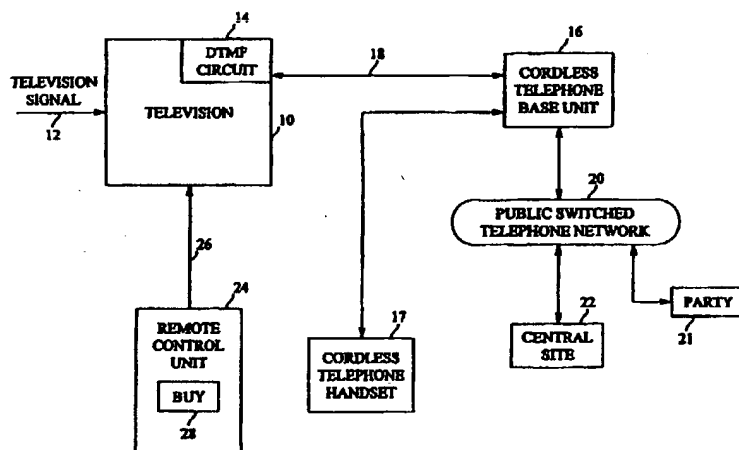 14
DTMF
CIRCUIT
18
16
CORDLESS
TELEPHONE
BASE UNIT
TELEVISION
SIGNAL
12
TELEVISION
10
20
PUBLIC SWITCHED
TELEPHONE NETWORK
26
24
REMOTE
CONTROL
UNIT
BUY
28
17
CORDLESS
TELEPHONE
HANDSET
22
CENTRAL
SITE
PARTY
21